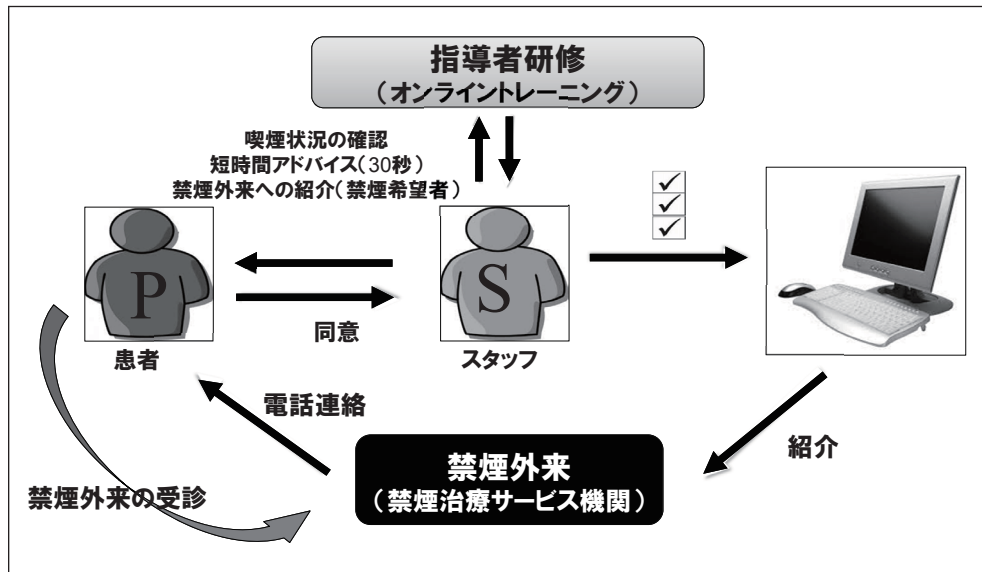 指導者研修
（オンライントレーニング）
喫煙状況の確認
短時間アドバイス（30秒）
禁煙外来への紹介（禁煙希望者）
P
S
同意
患者
スタッフ
電話連絡
紹介
禁煙外来
（禁煙治療サービス機関）
禁煙外来の受診